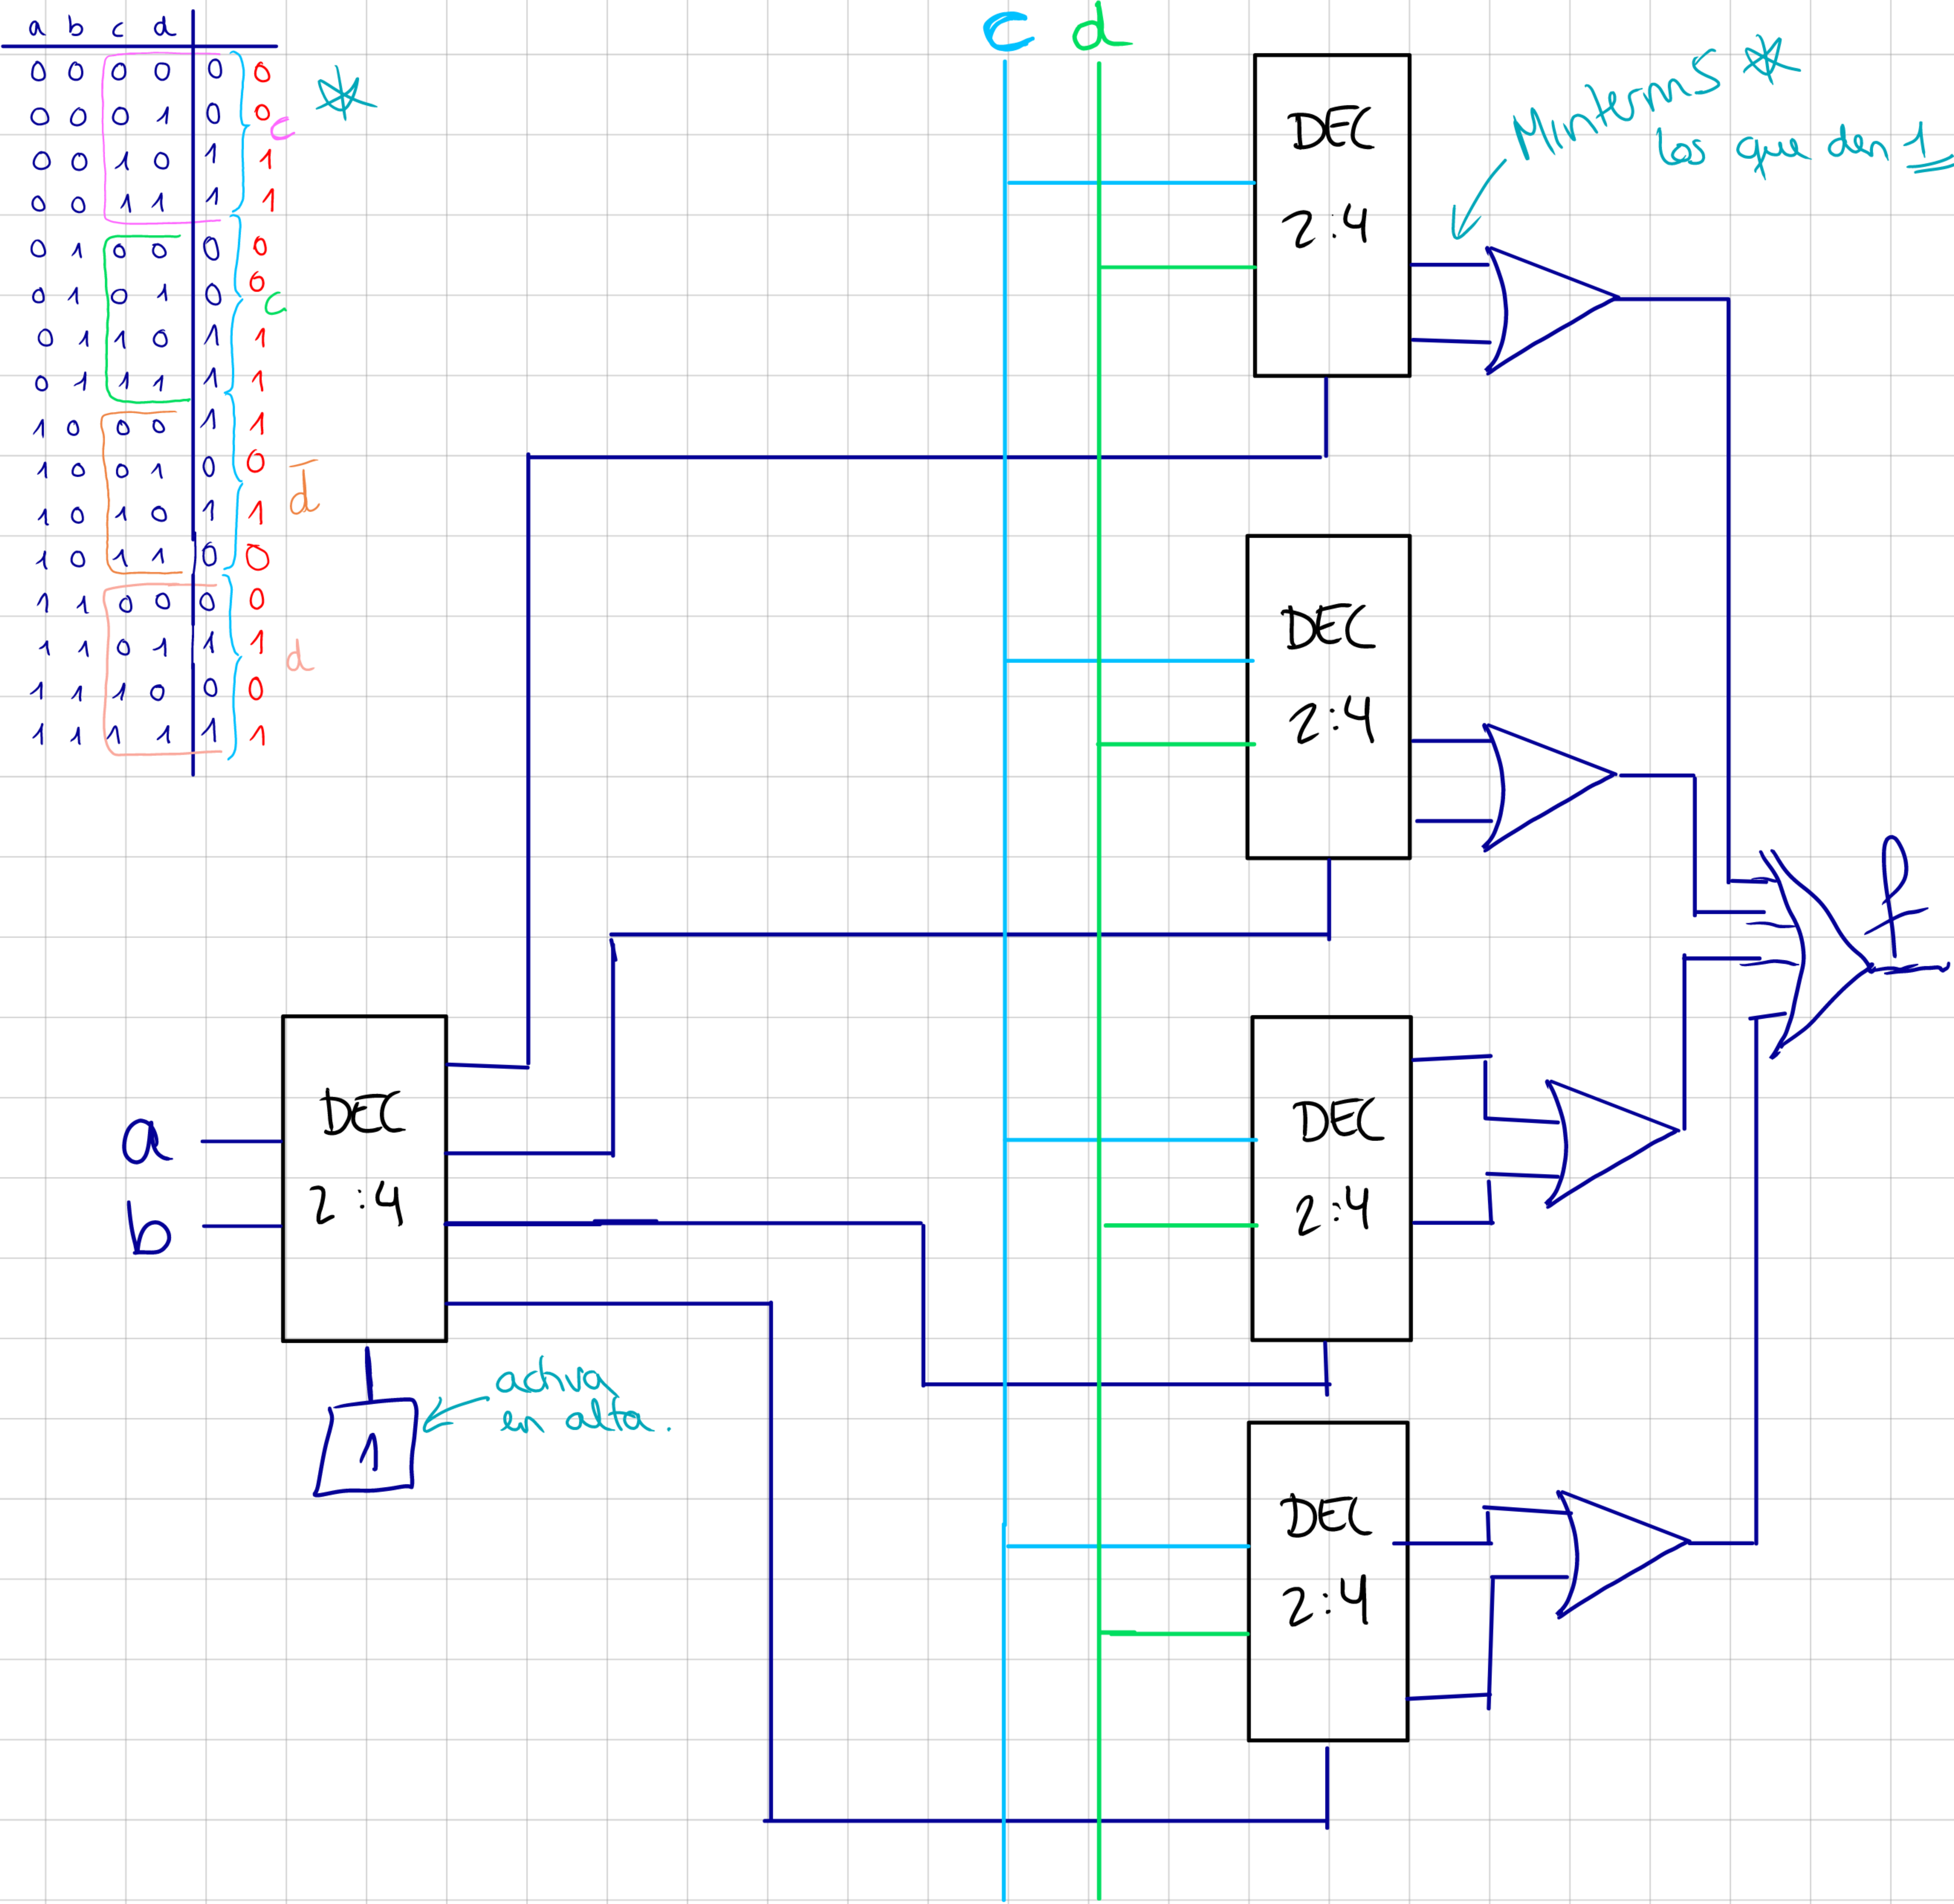 a b c d
0 0 0 0 0 0
0 0 0 1 0 0
c
0 0 1 0 1 1
0 0 1 1 1 1
0 1 0 0 0 0
0 1 0 1 0 0
c
0 1 1 0 1 1
0 1 1 1 1 1
1 0 0 0 1 1
1 0 0 1 0 0
d̅
1 0 1 0 1 1
1 0 1 1 0 0
1 1 0 0 0 0
1 1 0 1 1 1
d
1 1 1 0 0 0
1 1 1 1 1 1
c d
DEC
2:4
Minterms *
los que den 1
DEC
2:4
f
DEC
2:4
a
b
1
activa
en alta.
DEC
2:4
DEC
2:4